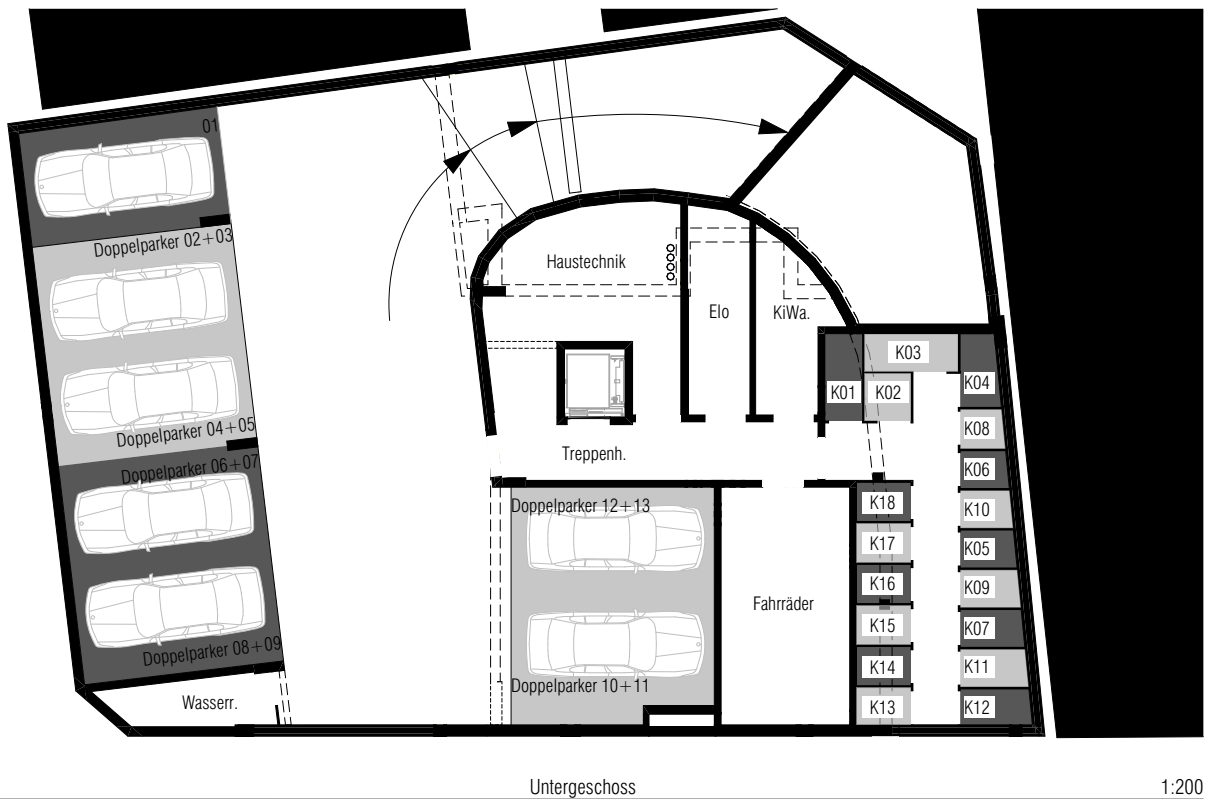 01
Doppelparker 02+03
Haustechnik
Elo
KiWa.
K03
K01
K02
K04
Doppelparker 04+05
K08
Treppenh.
Doppelparker 06+07
K06
Doppelparker 12+13
K18
K10
K17
K05
K16
K09
Fahrräder
K15
K07
Doppelparker 08+09
K14
K11
Doppelparker 10+11
Wasserr.
K13
K12
Untergeschoss
1:200